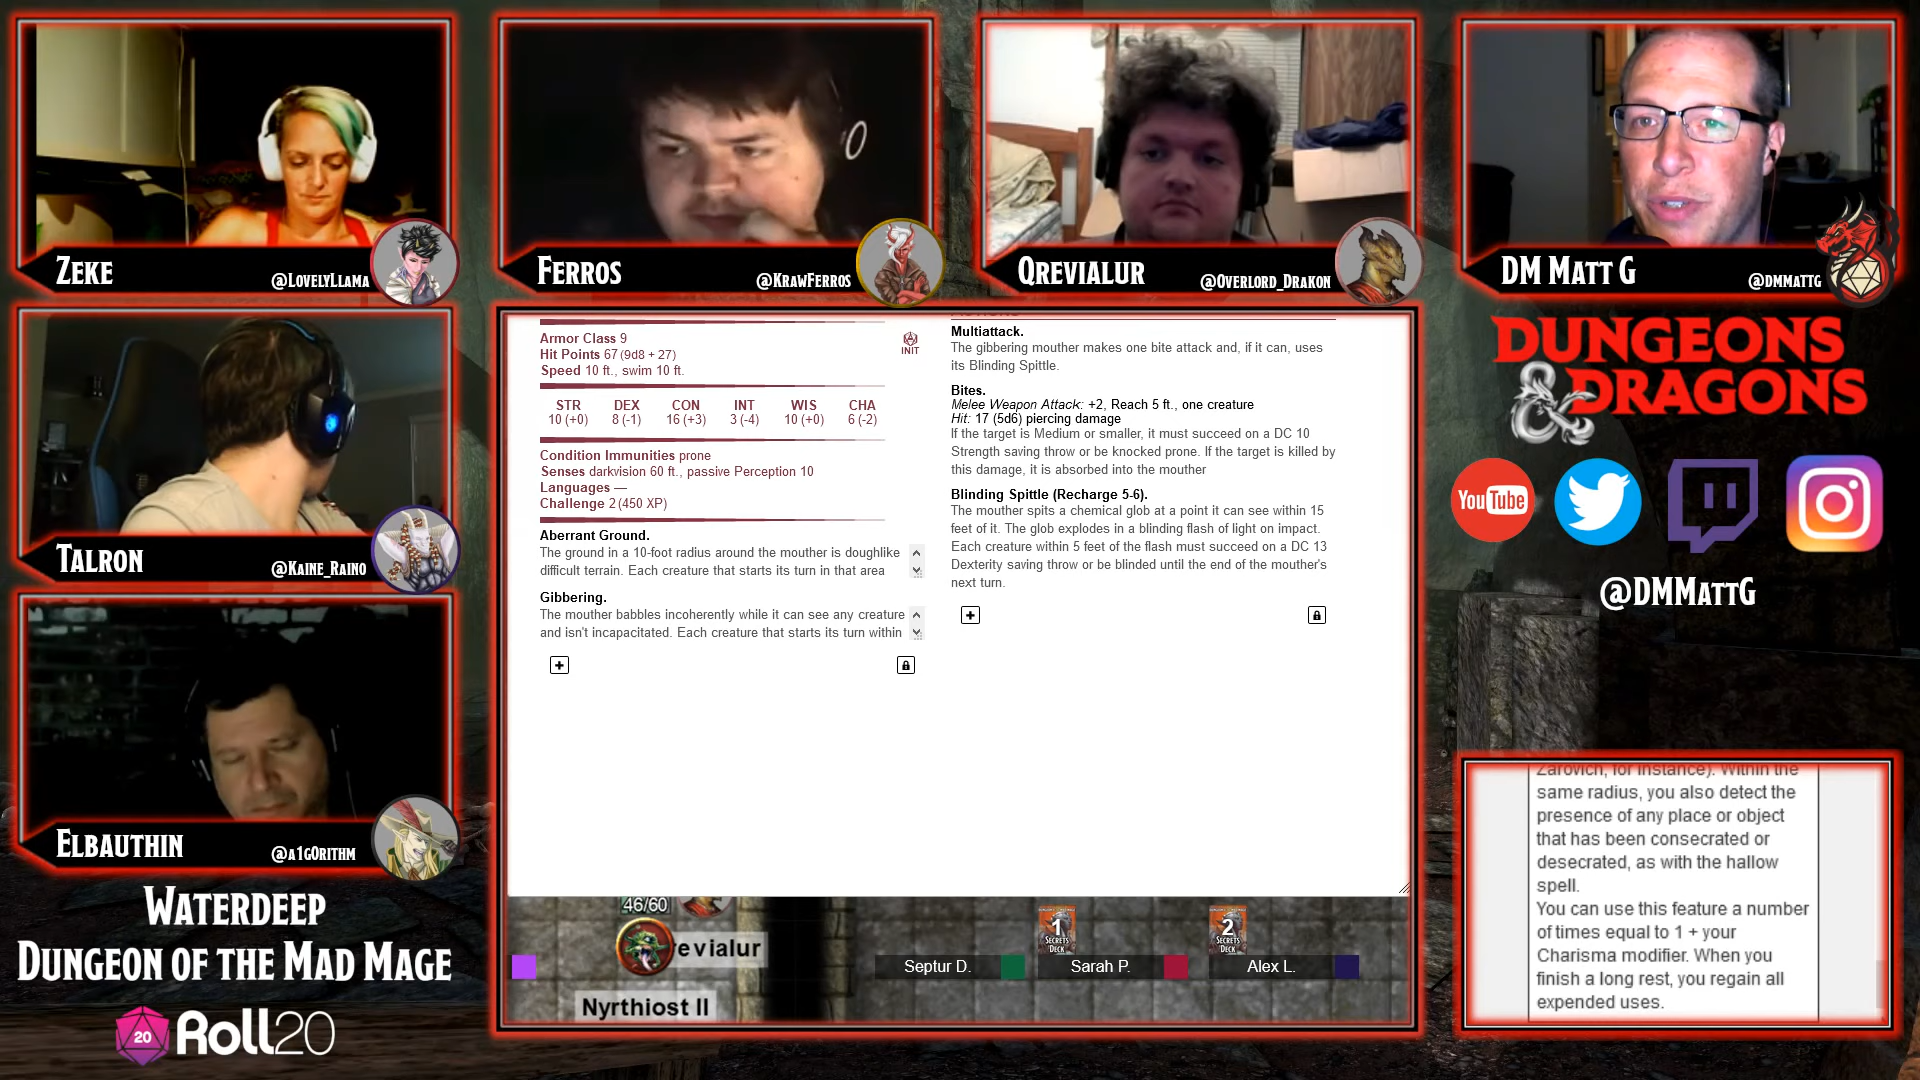 ZEKE
@LOVELYLLAMA
FERROS
@KRAWFERROS
QREVIALUR
@OVERLORD_DRAKON
DM MATT G
@DMMATTG
TALRON
@KAINE_RAINO
ELBAUTHIN
@A1G0RITHM
WATERDEEP
DUNGEON OF THE MAD MAGE
20
Roll20
Armor Class 9
Hit Points 67 (9d8 + 27)
Speed 10 ft., swim 10 ft.
INIT
STR DEX CON INT WIS CHA
10 (+0) 8 (-1) 16 (+3) 3 (-4) 10 (+0) 6 (-2)
Condition Immunities prone
Senses darkvision 60 ft., passive Perception 10
Languages —
Challenge 2 (450 XP)
Aberrant Ground.
The ground in a 10-foot radius around the mouther is doughlike
difficult terrain. Each creature that starts its turn in that area
Gibbering.
The mouther babbles incoherently while it can see any creature
and isn't incapacitated. Each creature that starts its turn within
Multiattack.
The gibbering mouther makes one bite attack and, if it can, uses
its Blinding Spittle.
Bites.
Melee Weapon Attack: +2, Reach 5 ft., one creature
Hit: 17 (5d6) piercing damage
If the target is Medium or smaller, it must succeed on a DC 10
Strength saving throw or be knocked prone. If the target is killed by
this damage, it is absorbed into the mouther
Blinding Spittle (Recharge 5-6).
The mouther spits a chemical glob at a point it can see within 15
feet of it. The glob explodes in a blinding flash of light on impact.
Each creature within 5 feet of the flash must succeed on a DC 13
Dexterity saving throw or be blinded until the end of the mouther's
next turn.
46/60
revialur
Nyrthiost II
Septur D.
1
SECRETS
DECK
Sarah P.
2
SECRETS
DECK
Alex L.
DUNGEONS
& DRAGONS
YouTube
@DMMATTG
Zarovich, for instance). Within the
same radius, you also detect the
presence of any place or object
that has been consecrated or
desecrated, as with the hallow
spell.
You can use this feature a number
of times equal to 1 + your
Charisma modifier. When you
finish a long rest, you regain all
expended uses.